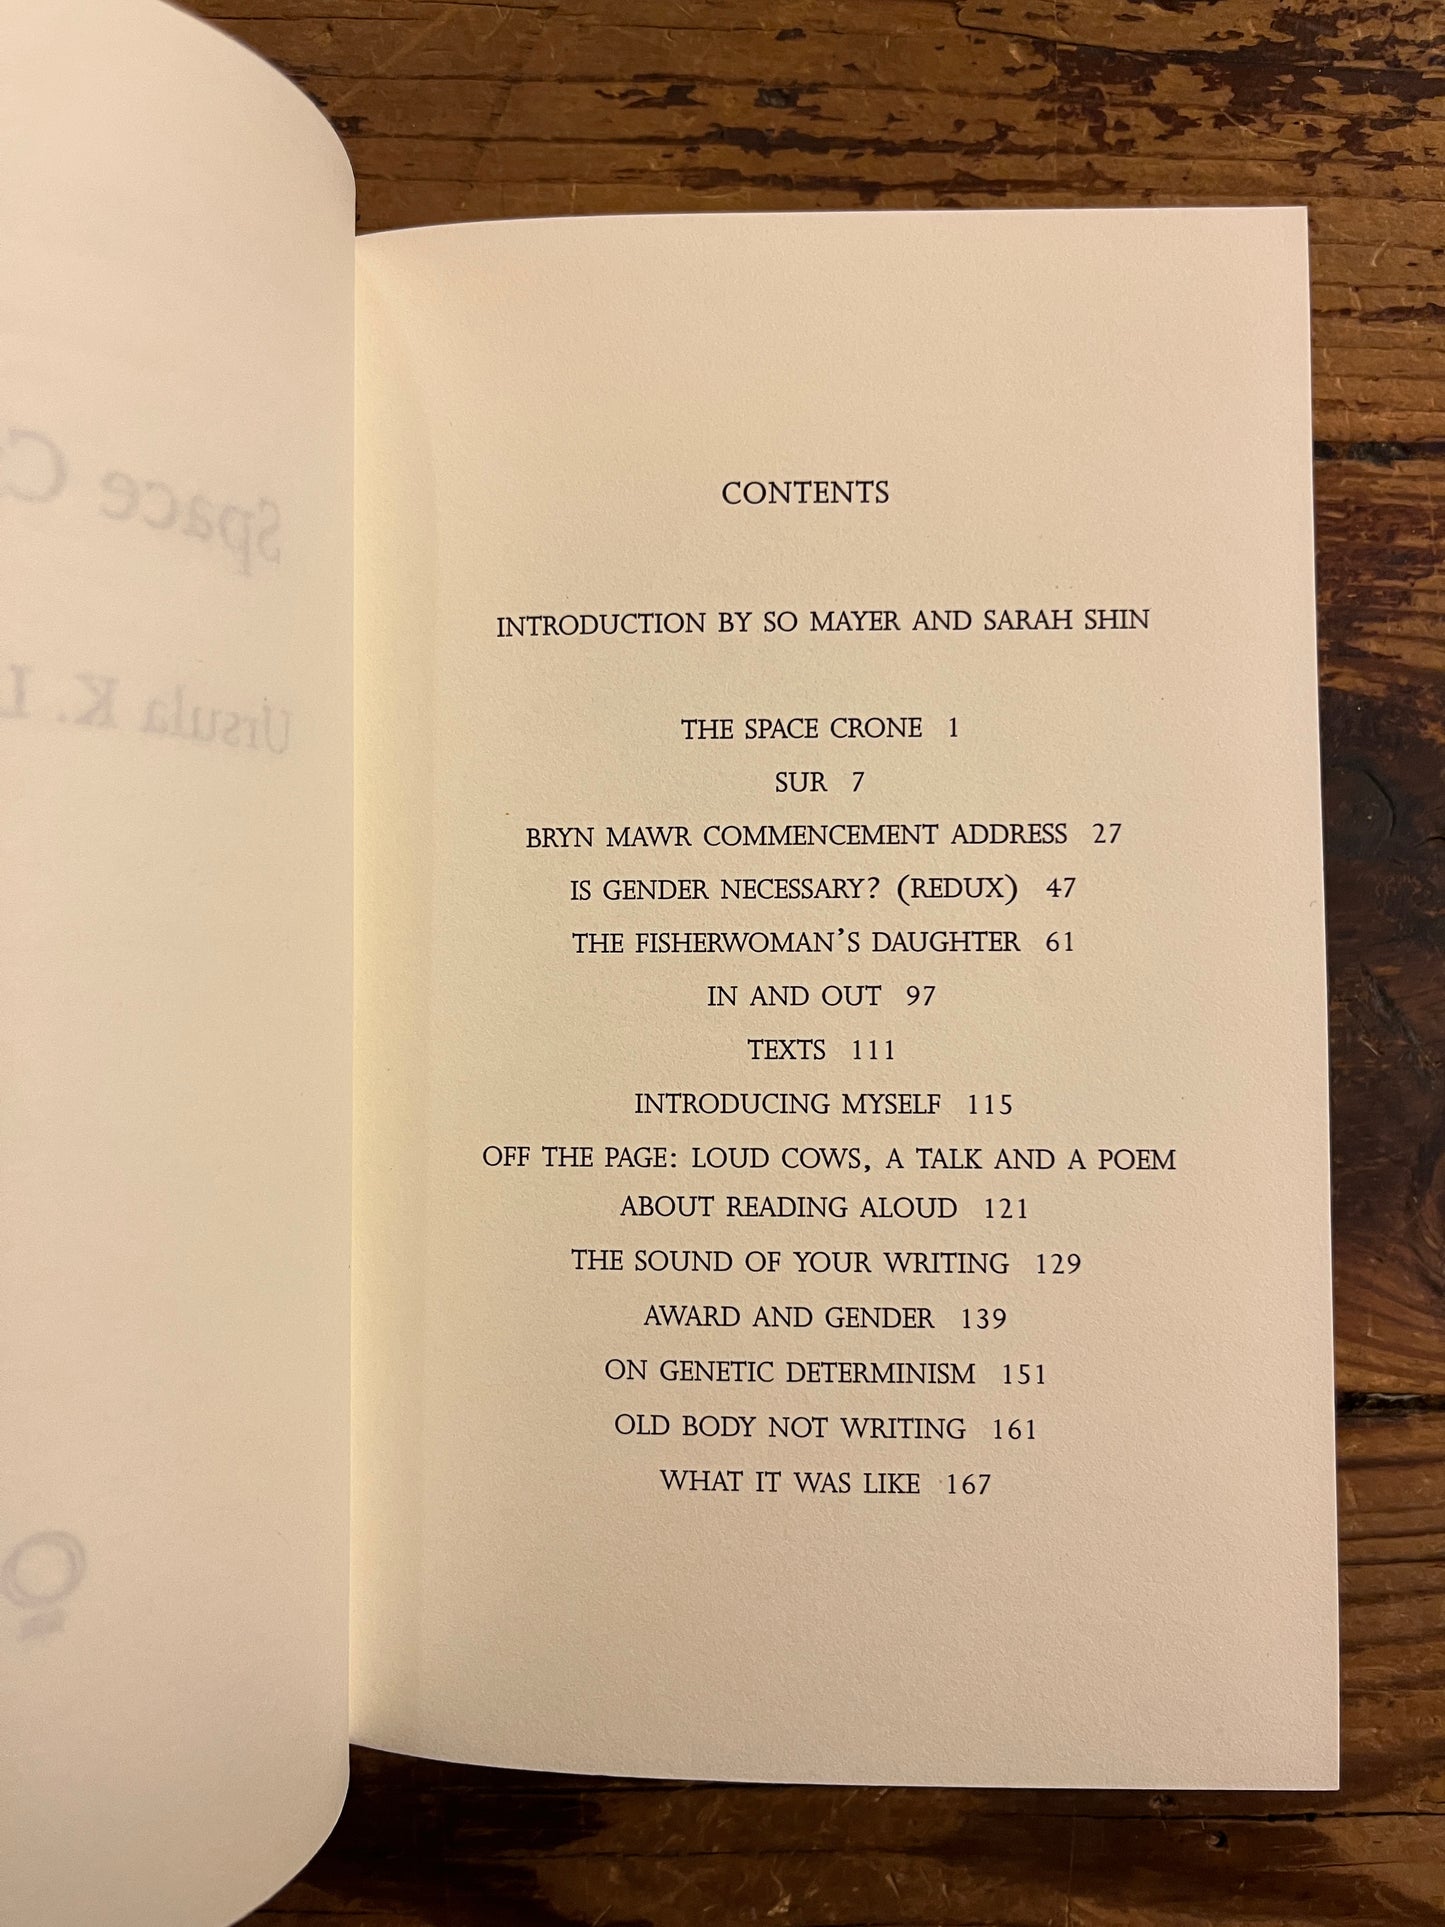 Space C
Ursula K. L
CONTENTS
INTRODUCTION BY SO MAYER AND SARAH SHIN
THE SPACE CRONE 1
SUR 7
BRYN MAWR COMMENCEMENT ADDRESS 27
IS GENDER NECESSARY? (REDUX) 47
THE FISHERWOMAN'S DAUGHTER 61
IN AND OUT 97
TEXTS 111
INTRODUCING MYSELF 115
OFF THE PAGE: LOUD COWS, A TALK AND A POEM
ABOUT READING ALOUD 121
THE SOUND OF YOUR WRITING 129
AWARD AND GENDER 139
ON GENETIC DETERMINISM 151
OLD BODY NOT WRITING 161
WHAT IT WAS LIKE 167